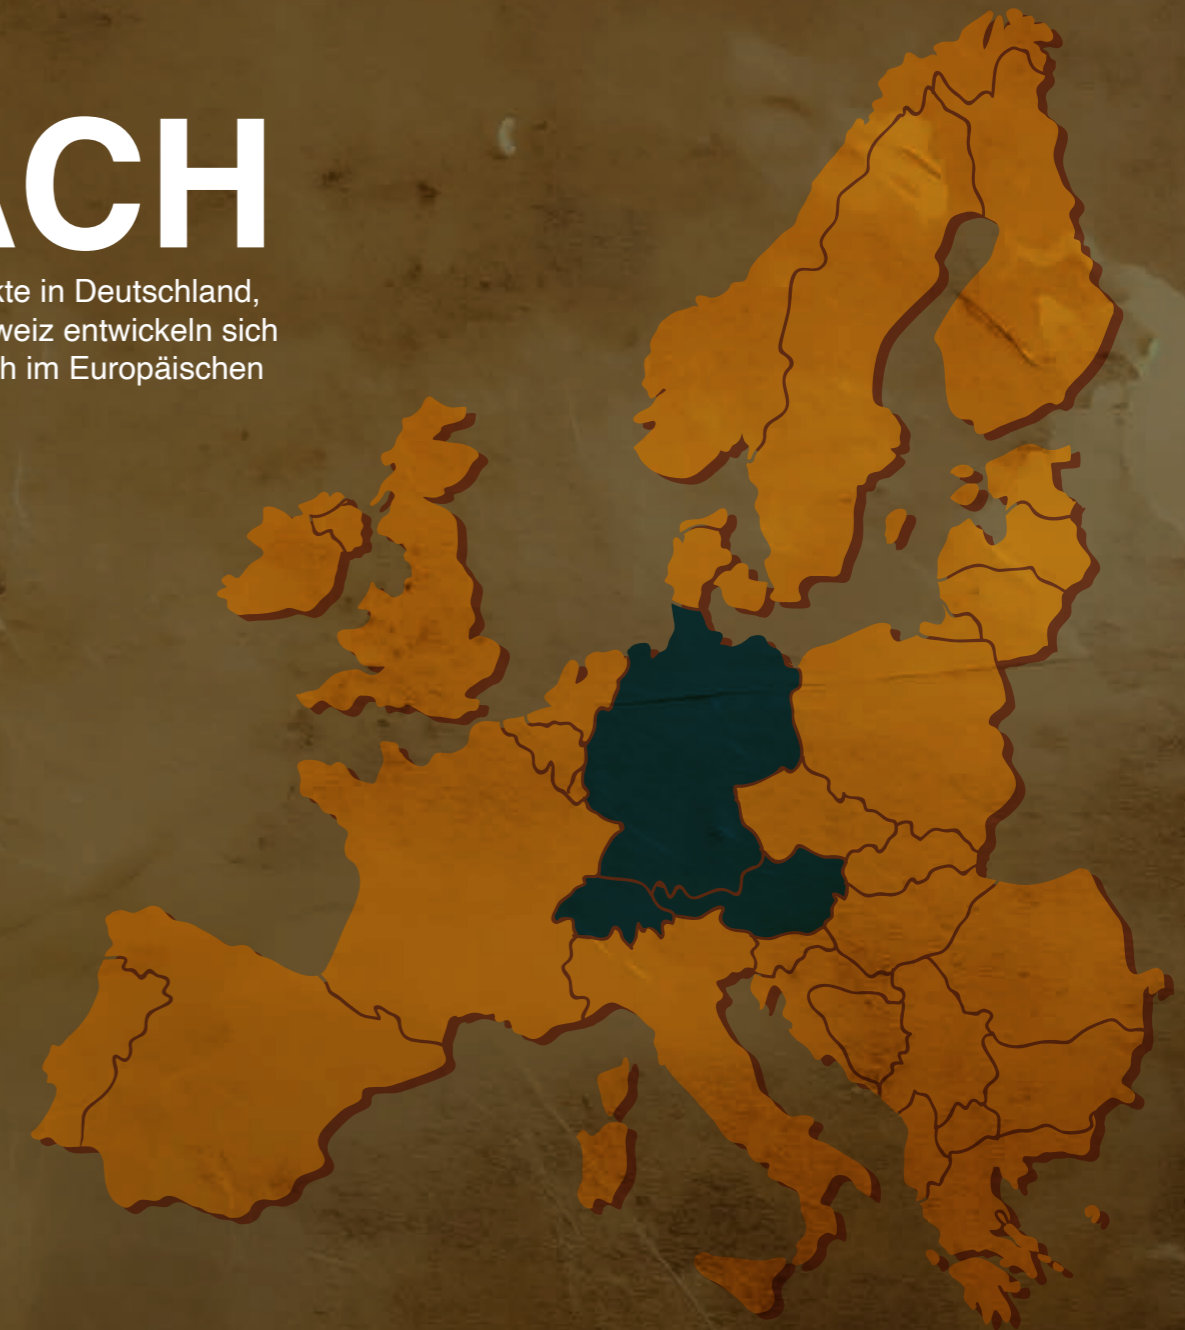 ACH
kte in Deutschland,
weiz entwickeln sich
h im Europäischen